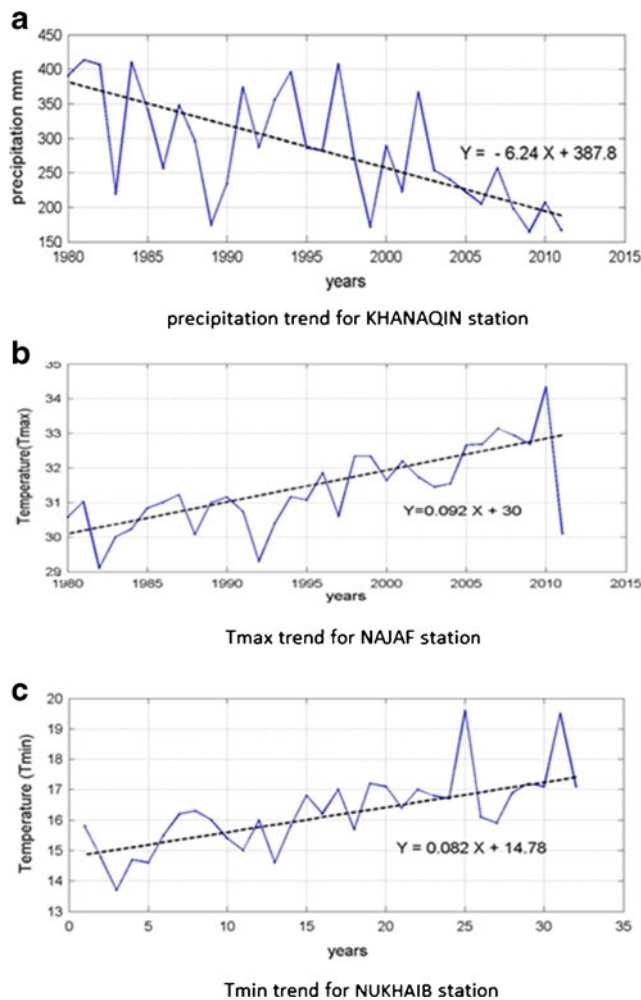 a
450
400
350
300
250
200
150
precipitation mm
Y = - 6.24 X + 387.8
1980 1985 1990 1995 2000 2005 2010 2015
years
precipitation trend for KHANAQIN station
b
35
34
33
32
31
30
29
Temperature(Tmax)
Y=0.092 X + 30
1980 1985 1990 1995 2000 2005 2010 2015
years
Tmax trend for NAJAF station
c
20
19
18
17
16
15
14
13
Temperature (Tmin)
Y = 0.082 X + 14.78
0 5 10 15 20 25 30 35
years
Tmin trend for NUKHAIB station